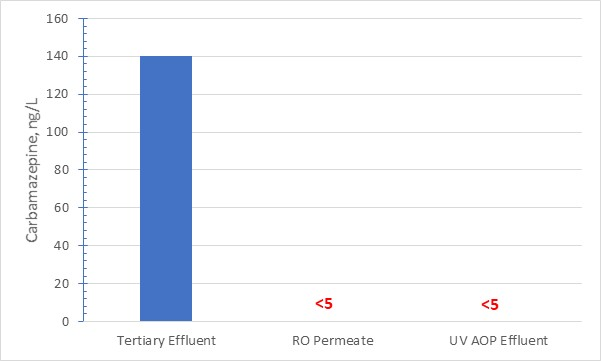 Carbamazepine, ng/L
160
140
120
100
80
60
40
20
0
<5
<5
Tertiary Effluent
RO Permeate
UV AOP Effluent